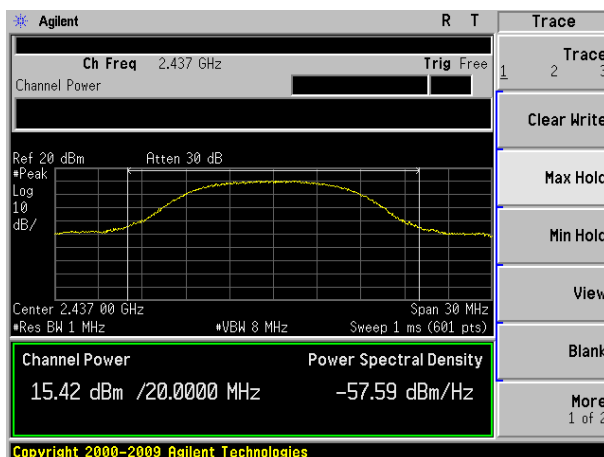 Agilent R T Trace
Ch Freq 2.437 GHz Trig Free
Channel Power
Trace
1 2 3
Clear Write
Max Hold
Min Hold
View
Blank
More
1 of 2
Ref 20 dBm Atten 30 dB
#Peak
Log
10
dB/
Center 2.437 00 GHz Span 30 MHz
#Res BW 1 MHz #VBW 8 MHz Sweep 1 ms (601 pts)
Channel Power Power Spectral Density
15.42 dBm /20.0000 MHz -57.59 dBm/Hz
Copyright 2000-2009 Agilent Technologies